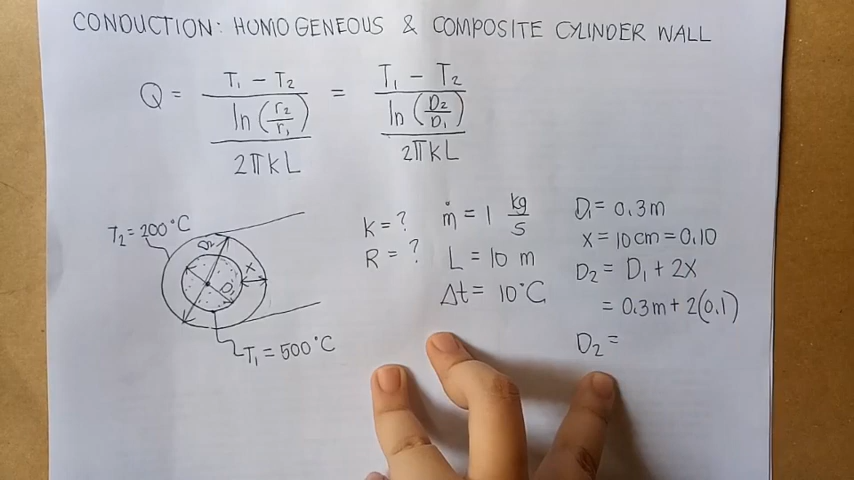 CONDUCTION: HOMOGENEOUS & COMPOSITE CYLINDER WALL
Q = (T₁ − T₂) / (ln(r₂/r₁) / 2πkL) = (T₁ − T₂) / (ln(D₂/D₁) / 2πkL)
T₂ = 200°C
D₂
D₁
x
T₁ = 500°C
K = ?
R = ?
ṁ = 1 kg/s
L = 10 m
Δt = 10°C
D₁ = 0.3m
x = 10cm = 0.10
D₂ = D₁ + 2x
= 0.3m + 2(0.1)
D₂ =